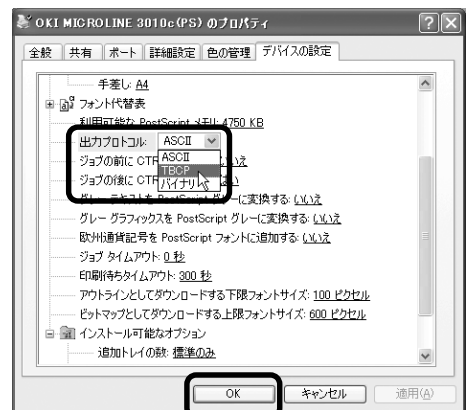 OKI MICROLINE 3010c(PS) のプロパティ
全般 共有 ポート 詳細設定 色の管理 デバイスの設定
手差し: A4
フォント代替表
利用可能な PostScript メモリ: 4750 KB
出力プロトコル: ASCII
ASCII
TBCP
バイナリ
ジョブの前に CTR いいえ
ジョブの後に CTR
グレー テキストを PostScript グレーに変換する: いいえ
グレー グラフィックスを PostScript グレーに変換する: いいえ
欧州通貨記号を PostScript フォントに追加する: いいえ
ジョブ タイムアウト: 0 秒
印刷待ちタイムアウト: 300 秒
アウトラインとしてダウンロードする下限フォントサイズ: 100 ピクセル
ビットマップとしてダウンロードする上限フォントサイズ: 600 ピクセル
インストール可能なオプション
追加トレイの数: 標準のみ
OK キャンセル 適用(A)